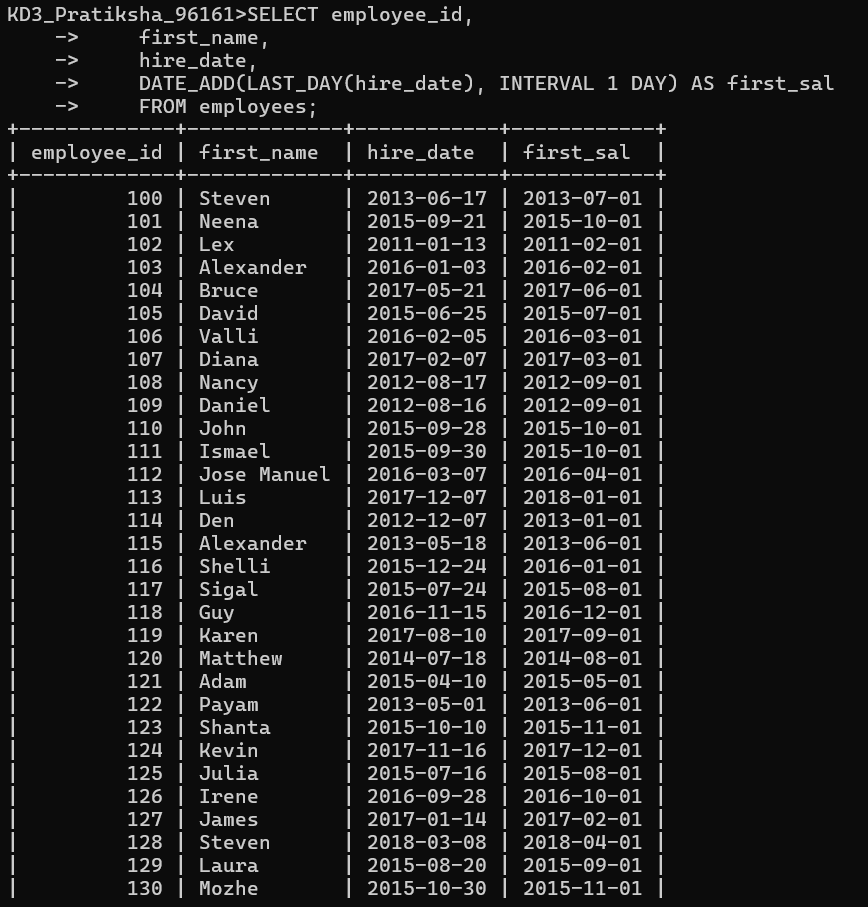 KD3_Pratiksha_96161>SELECT employee_id,
    ->     first_name,
    ->     hire_date,
    ->     DATE_ADD(LAST_DAY(hire_date), INTERVAL 1 DAY) AS first_sal
    ->     FROM employees;
+-------------+-------------+------------+------------+
| employee_id | first_name  | hire_date  | first_sal  |
+-------------+-------------+------------+------------+
|         100 | Steven      | 2013-06-17 | 2013-07-01 |
|         101 | Neena       | 2015-09-21 | 2015-10-01 |
|         102 | Lex         | 2011-01-13 | 2011-02-01 |
|         103 | Alexander   | 2016-01-03 | 2016-02-01 |
|         104 | Bruce       | 2017-05-21 | 2017-06-01 |
|         105 | David       | 2015-06-25 | 2015-07-01 |
|         106 | Valli       | 2016-02-05 | 2016-03-01 |
|         107 | Diana       | 2017-02-07 | 2017-03-01 |
|         108 | Nancy       | 2012-08-17 | 2012-09-01 |
|         109 | Daniel      | 2012-08-16 | 2012-09-01 |
|         110 | John        | 2015-09-28 | 2015-10-01 |
|         111 | Ismael      | 2015-09-30 | 2015-10-01 |
|         112 | Jose Manuel | 2016-03-07 | 2016-04-01 |
|         113 | Luis        | 2017-12-07 | 2018-01-01 |
|         114 | Den         | 2012-12-07 | 2013-01-01 |
|         115 | Alexander   | 2013-05-18 | 2013-06-01 |
|         116 | Shelli      | 2015-12-24 | 2016-01-01 |
|         117 | Sigal       | 2015-07-24 | 2015-08-01 |
|         118 | Guy         | 2016-11-15 | 2016-12-01 |
|         119 | Karen       | 2017-08-10 | 2017-09-01 |
|         120 | Matthew     | 2014-07-18 | 2014-08-01 |
|         121 | Adam        | 2015-04-10 | 2015-05-01 |
|         122 | Payam       | 2013-05-01 | 2013-06-01 |
|         123 | Shanta      | 2015-10-10 | 2015-11-01 |
|         124 | Kevin       | 2017-11-16 | 2017-12-01 |
|         125 | Julia       | 2015-07-16 | 2015-08-01 |
|         126 | Irene       | 2016-09-28 | 2016-10-01 |
|         127 | James       | 2017-01-14 | 2017-02-01 |
|         128 | Steven      | 2018-03-08 | 2018-04-01 |
|         129 | Laura       | 2015-08-20 | 2015-09-01 |
|         130 | Mozhe       | 2015-10-30 | 2015-11-01 |